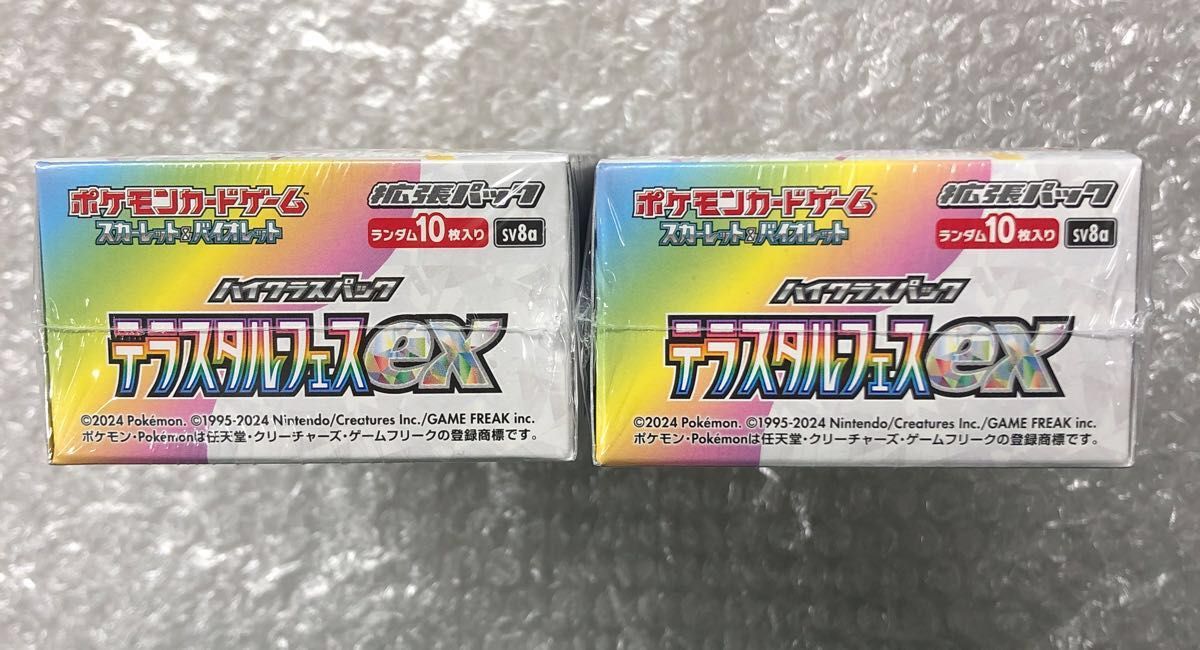 ポケモンカードゲーム™
スカーレット&バイオレット
拡張パック
ランダム10枚入り sv8a
ハイクラスパック
テラスタルフェスex
©2024 Pokémon. ©1995-2024 Nintendo/Creatures Inc./GAME FREAK inc.
ポケモン・Pokémonは任天堂・クリーチャーズ・ゲームフリークの登録商標です。
ポケモンカードゲーム™
スカーレット&バイオレット
拡張パック
ランダム10枚入り sv8a
ハイクラスパック
テラスタルフェスex
©2024 Pokémon. ©1995-2024 Nintendo/Creatures Inc./GAME FREAK inc.
ポケモン・Pokémonは任天堂・クリーチャーズ・ゲームフリークの登録商標です。